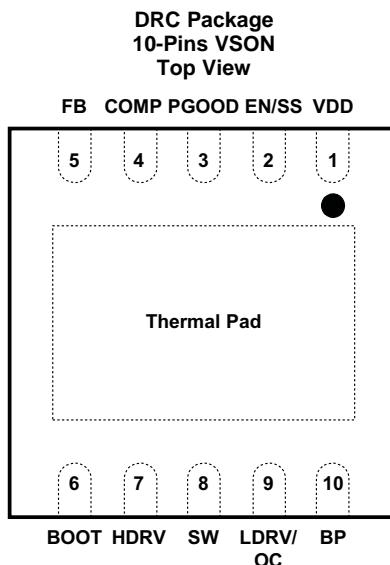 DRC Package
10-Pins VSON
Top View
FB COMP PGOOD EN/SS VDD
5 4 3 2 1
Thermal Pad
6 7 8 9 10
BOOT HDRV SW LDRV/ BP
OC